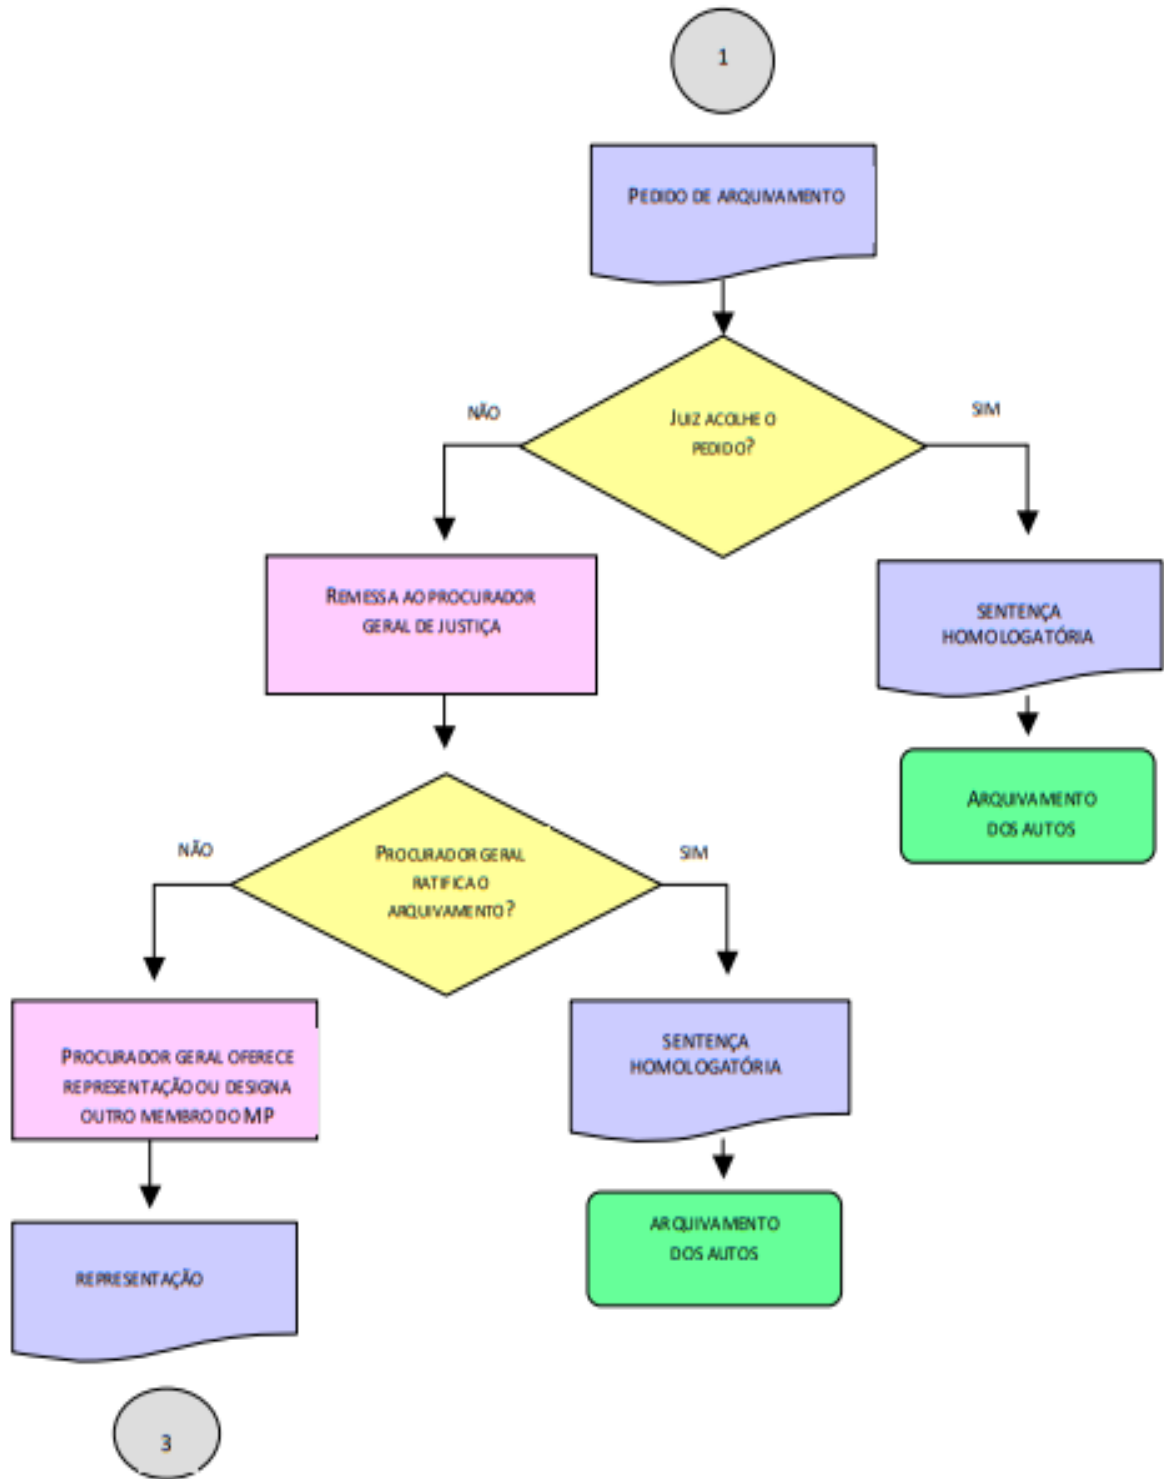 1
PEDIDO DE ARQUIVAMENTO
NÃO
JUIZ ACOLHE O
PEDIDO?
SIM
REMESSA AO PROCURADOR
GERAL DE JUSTIÇA
SENTENÇA
HOMOLOGATÓRIA
ARQUIVAMENTO
DOS AUTOS
NÃO
PROCURADOR GERAL
RATIFICA O
ARQUIVAMENTO?
SIM
PROCURADOR GERAL OFERECE
REPRESENTAÇÃO OU DESIGNA
OUTRO MEMBRO DO MP
SENTENÇA
HOMOLOGATÓRIA
ARQUIVAMENTO
DOS AUTOS
REPRESENTAÇÃO
3